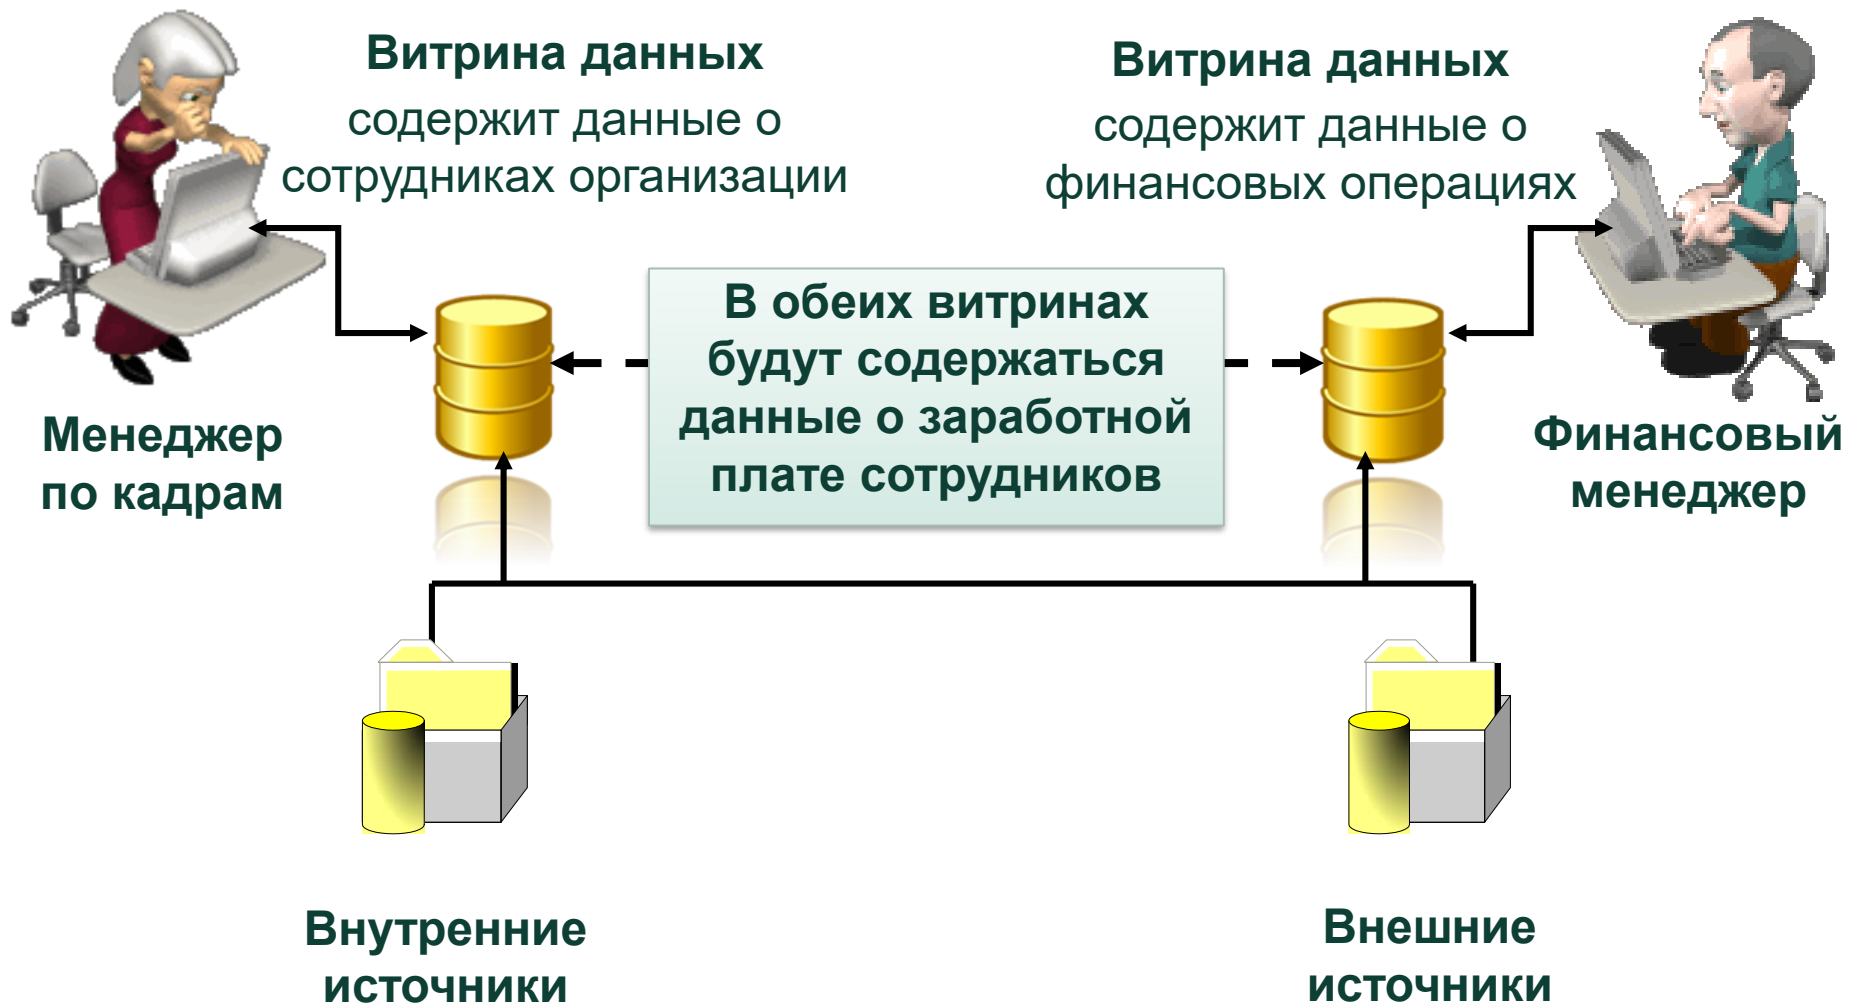 Витрина данных
содержит данные о
сотрудниках организации
Витрина данных
содержит данные о
финансовых операциях
В обеих витринах
будут содержаться
данные о заработной
плате сотрудников
Менеджер
по кадрам
Финансовый
менеджер
Внутренние
источники
Внешние
источники